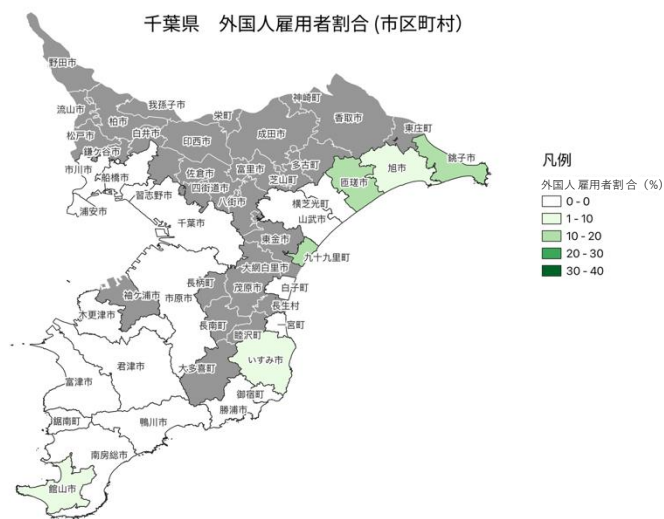 千葉県　外国人雇用者割合 (市区町村)
野田市
流山市
柏市
我孫子市
栄町
神崎町
香取市
松戸市
白井市
印西市
成田市
東庄町
銚子市
鎌ケ谷市
市川市
船橋市
佐倉市
富里市
多古町
旭市
四街道市
芝山町
匝瑳市
習志野市
八街市
横芝光町
浦安市
千葉市
山武市
東金市
九十九里町
大網白里市
長柄町
茂原市
白子町
袖ケ浦市
市原市
木更津市
長生村
長南町
一宮町
睦沢町
いすみ市
君津市
大多喜町
富津市
御宿町
勝浦市
鋸南町
鴨川市
南房総市
館山市
凡例
外国人雇用者割合 (%)
0 - 0
1 - 10
10 - 20
20 - 30
30 - 40